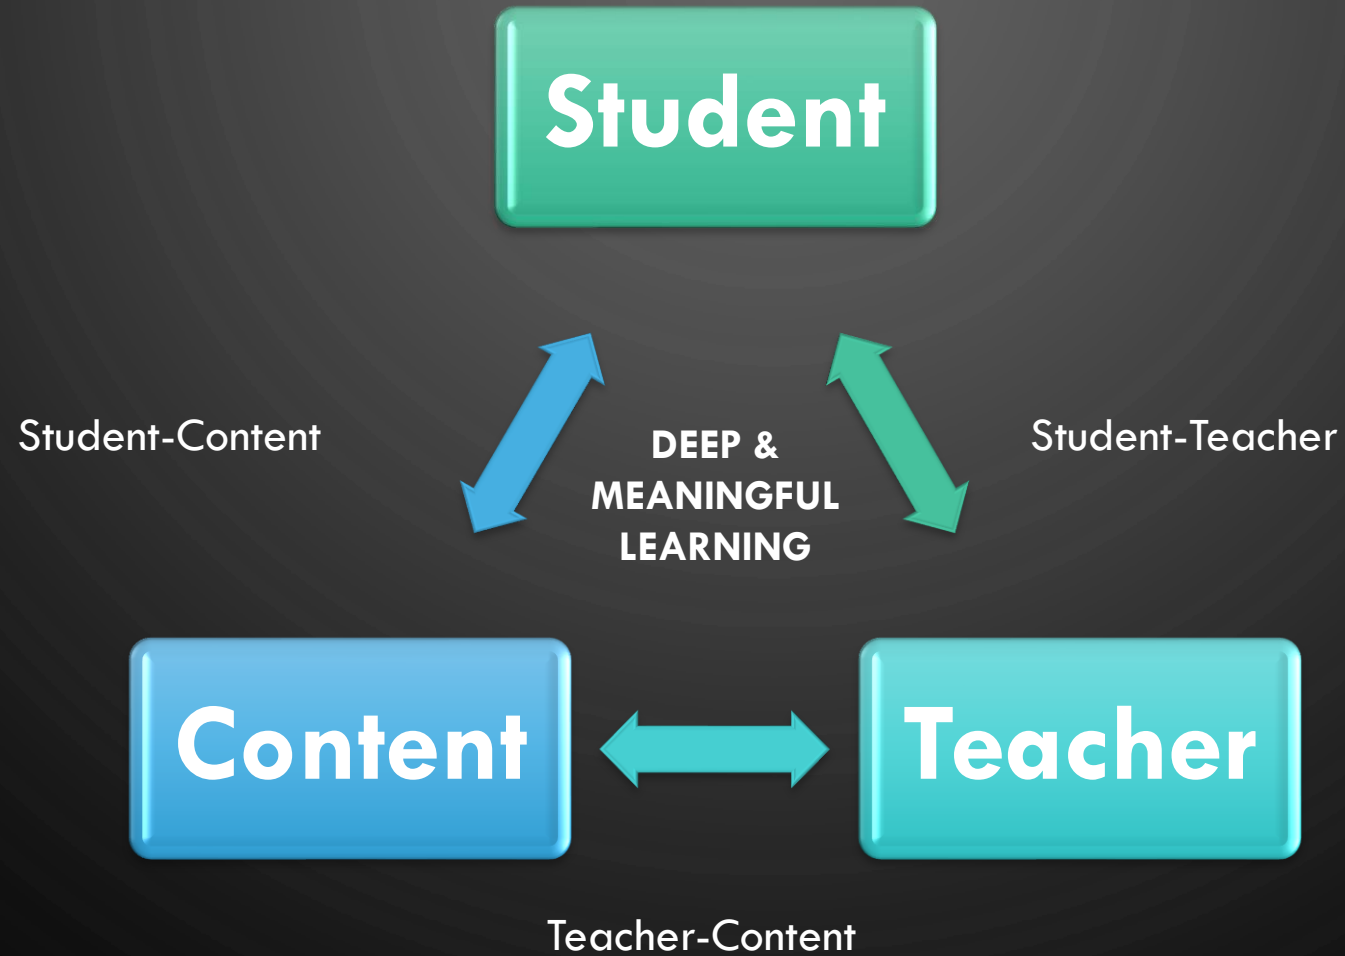 Student
Student-Content
DEEP &
MEANINGFUL
LEARNING
Student-Teacher
Content
Teacher
Teacher-Content